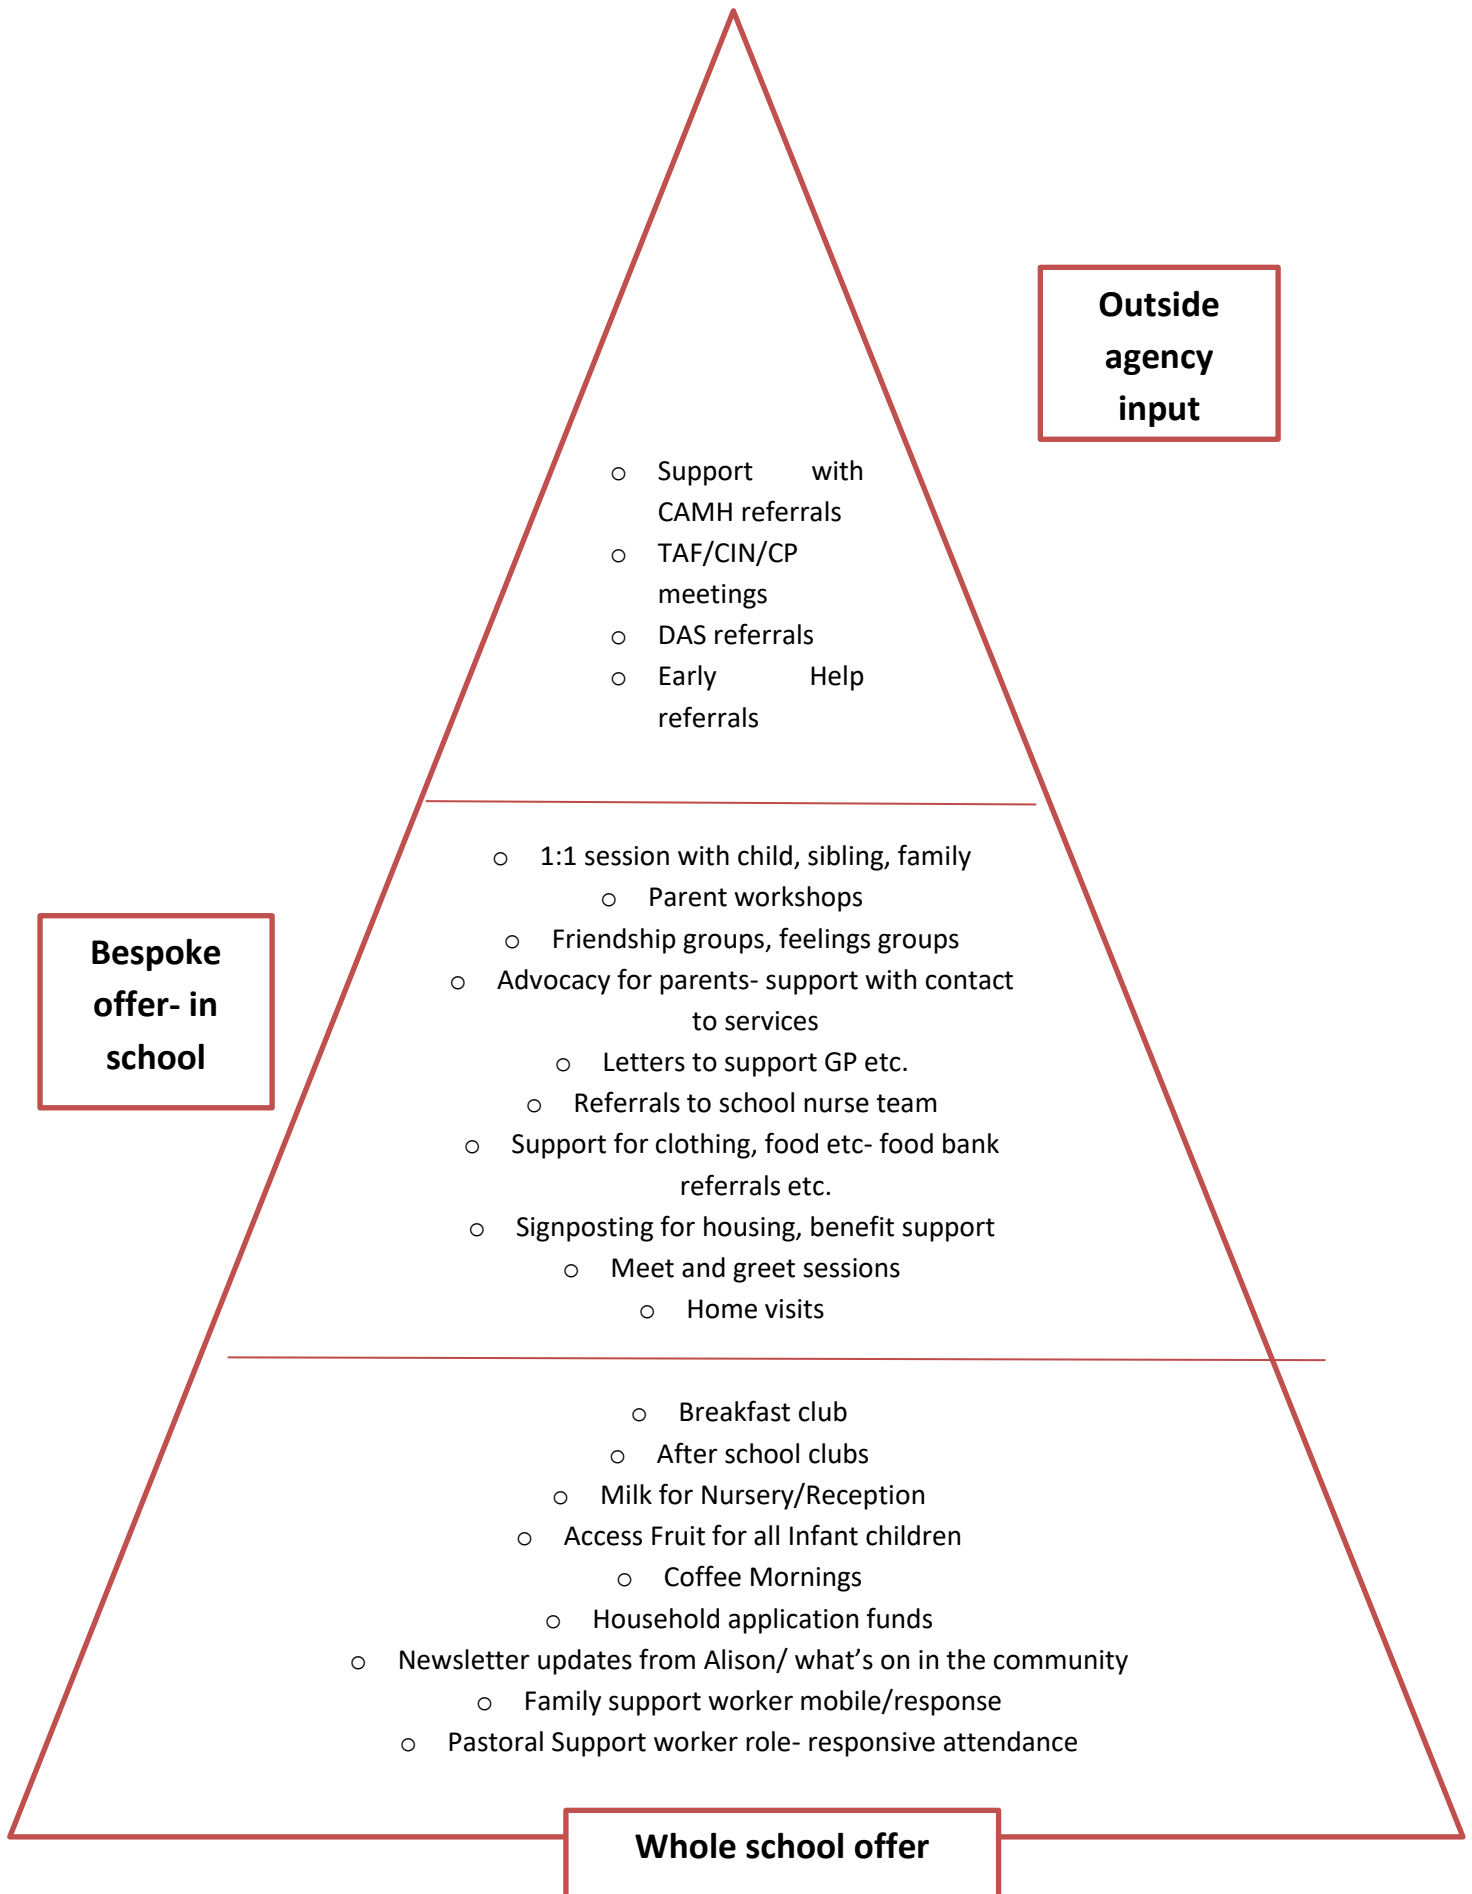 Outside
agency
input
○ Support with
CAMH referrals
○ TAF/CIN/CP
meetings
○ DAS referrals
○ Early Help
referrals
○ 1:1 session with child, sibling, family
○ Parent workshops
○ Friendship groups, feelings groups
○ Advocacy for parents- support with contact
to services
○ Letters to support GP etc.
○ Referrals to school nurse team
○ Support for clothing, food etc- food bank
referrals etc.
○ Signposting for housing, benefit support
○ Meet and greet sessions
○ Home visits
Bespoke
offer- in
school
○ Breakfast club
○ After school clubs
○ Milk for Nursery/Reception
○ Access Fruit for all Infant children
○ Coffee Mornings
○ Household application funds
○ Newsletter updates from Alison/ what’s on in the community
○ Family support worker mobile/response
○ Pastoral Support worker role- responsive attendance
Whole school offer